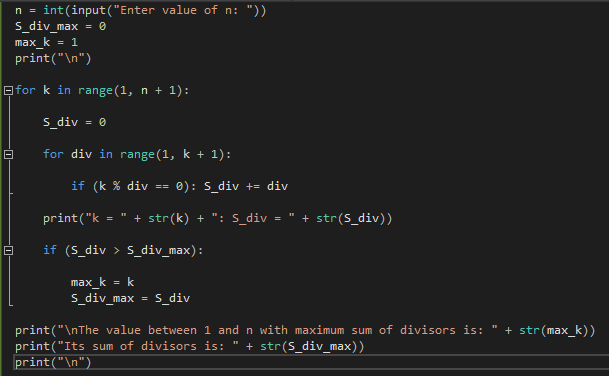 n = int(input("Enter value of n: "))
S_div_max = 0
max_k = 1
print("\n")
for k in range(1, n + 1):
S_div = 0
for div in range(1, k + 1):
if (k % div == 0): S_div += div
print("k = " + str(k) + ": S_div = " + str(S_div))
if (S_div > S_div_max):
max_k = k
S_div_max = S_div
print("\nThe value between 1 and n with maximum sum of divisors is: " + str(max_k))
print("Its sum of divisors is: " + str(S_div_max))
print("\n")